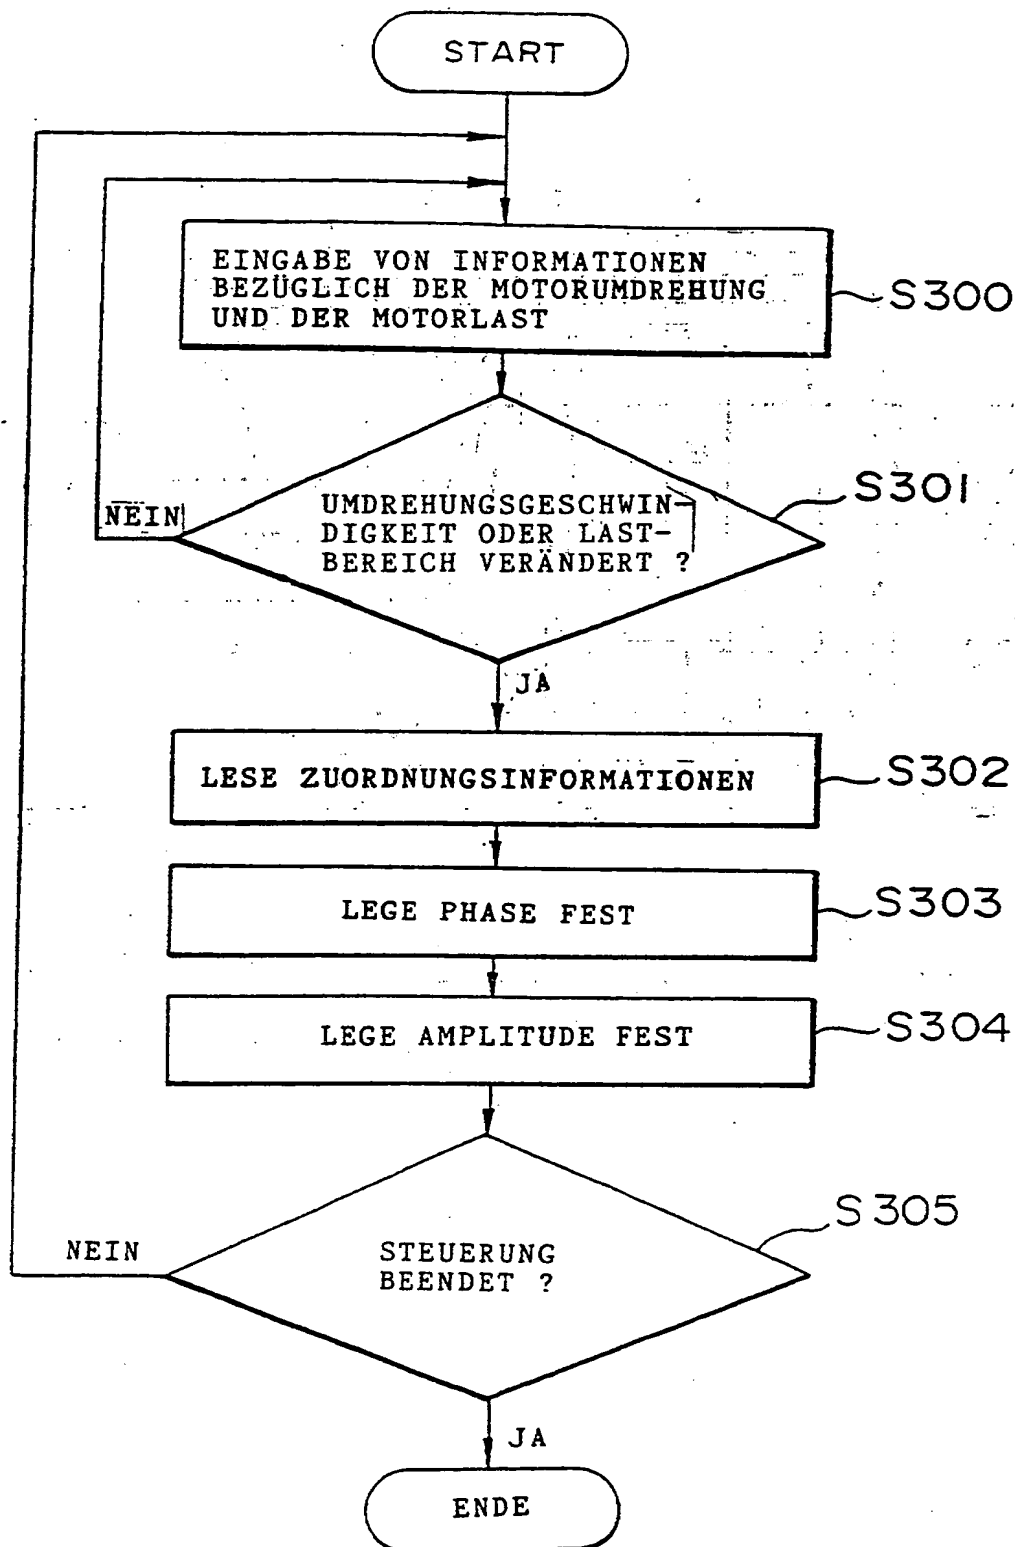 START
EINGABE VON INFORMATIONEN
BEZÜGLICH DER MOTORUMDREHUNG
UND DER MOTORLAST
S300
UMDREHUNGSGESCHWIN-
DIGKEIT ODER LAST-
BEREICH VERÄNDERT ?
S301
NEIN
JA
LESE ZUORDNUNGSINFORMATIONEN
S302
LEGE PHASE FEST
S303
LEGE AMPLITUDE FEST
S304
STEUERUNG
BEENDET ?
S305
NEIN
JA
ENDE